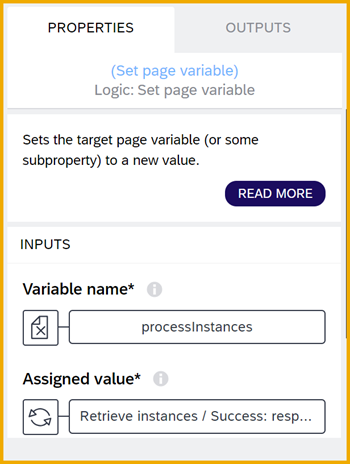 PROPERTIES
OUTPUTS
(Set page variable)
Logic: Set page variable
Sets the target page variable (or some
subproperty) to a new value.
READ MORE
INPUTS
Variable name*
processInstances
Assigned value*
Retrieve instances / Success: resp...